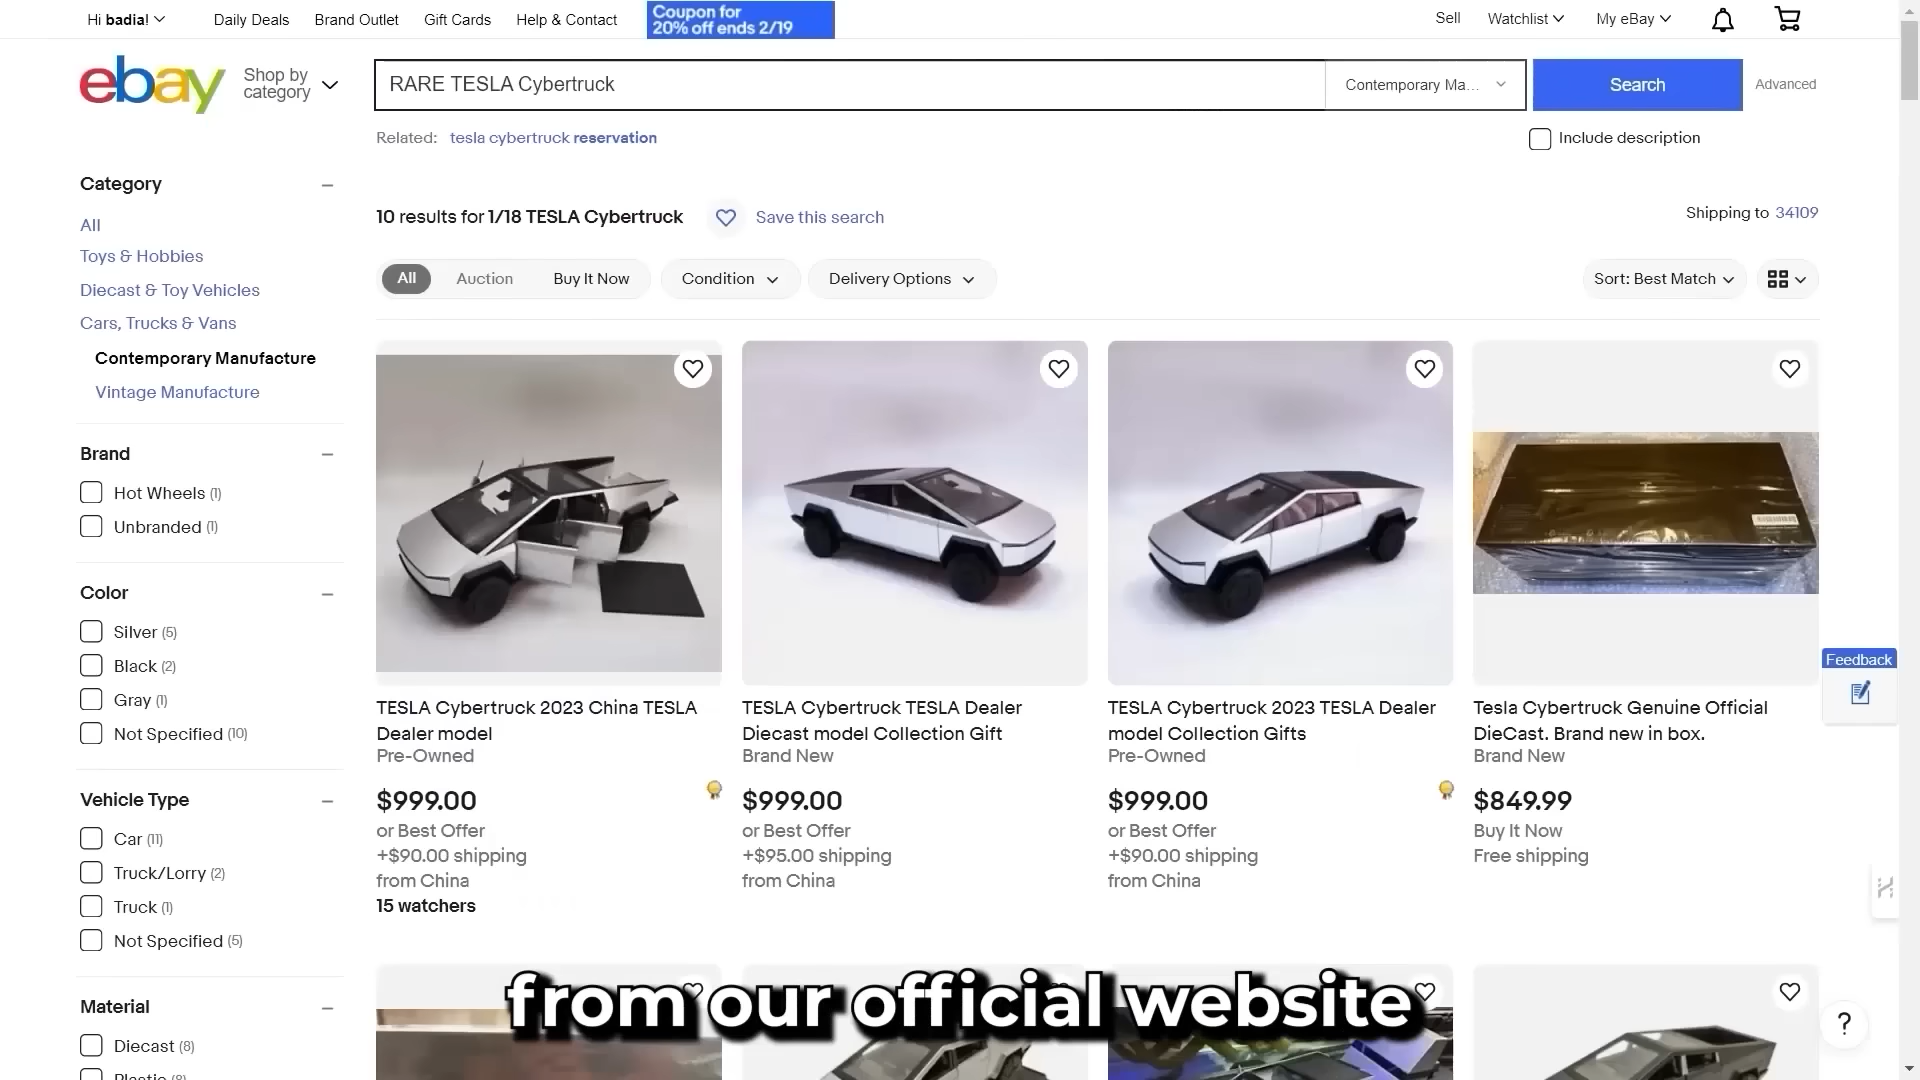 Hi badia!
Daily Deals
Brand Outlet
Gift Cards
Help & Contact
Coupon for
20% off ends 2/19
Sell
Watchlist
My eBay
ebay
Shop by
category
RARE TESLA Cybertruck
Contemporary Ma...
Search
Advanced
Related: tesla cybertruck reservation
Include description
Category
All
Toys & Hobbies
Diecast & Toy Vehicles
Cars, Trucks & Vans
Contemporary Manufacture
Vintage Manufacture
Brand
Hot Wheels (1)
Unbranded (1)
Color
Silver (5)
Black (2)
Gray (1)
Not Specified (10)
Vehicle Type
Car (11)
Truck/Lorry (2)
Truck (1)
Not Specified (5)
Material
Diecast (8)
Plastic (8)
10 results for 1/18 TESLA Cybertruck
Save this search
Shipping to 34109
All
Auction
Buy It Now
Condition
Delivery Options
Sort: Best Match
TESLA Cybertruck 2023 China TESLA
Dealer model
Pre-Owned
$999.00
or Best Offer
+$90.00 shipping
from China
15 watchers
TESLA Cybertruck TESLA Dealer
Diecast model Collection Gift
Brand New
$999.00
or Best Offer
+$95.00 shipping
from China
TESLA Cybertruck 2023 TESLA Dealer
model Collection Gifts
Pre-Owned
$999.00
or Best Offer
+$90.00 shipping
from China
Tesla Cybertruck Genuine Official
DieCast. Brand new in box.
Brand New
$849.99
Buy It Now
Free shipping
Feedback
?
from our official website